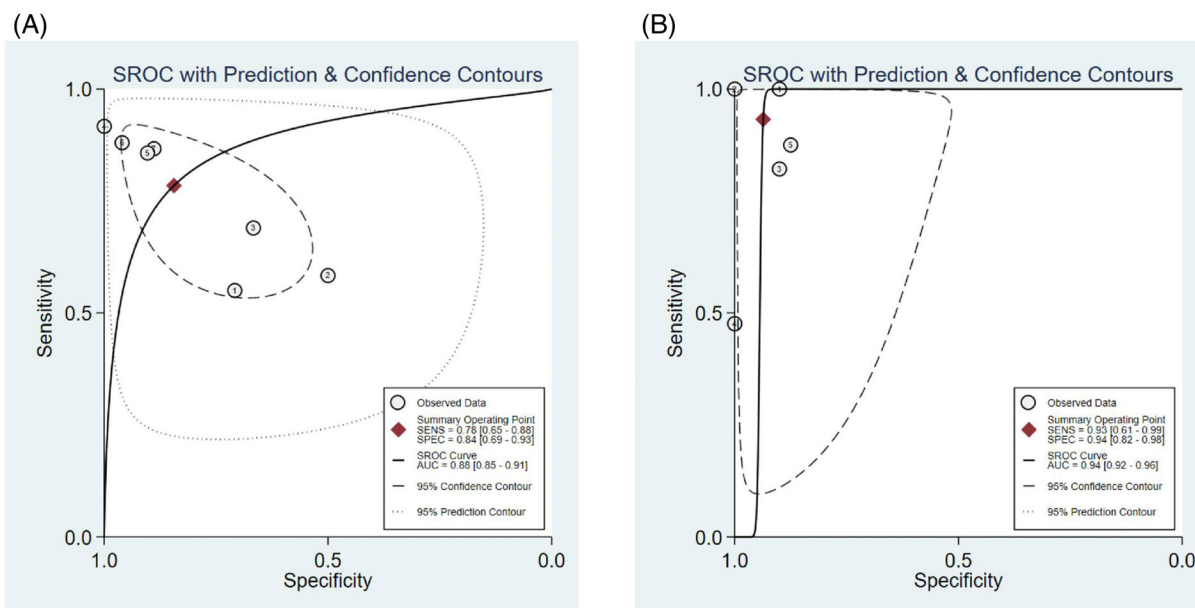 (A)
SROC with Prediction & Confidence Contours
1.0
0.5
0.0
Sensitivity
4
6
5
7
3
2
1
Observed Data
Summary Operating Point
SENS = 0.78 [0.65 - 0.88]
SPEC = 0.84 [0.69 - 0.93]
SROC Curve
AUC = 0.88 [0.85 - 0.91]
95% Confidence Contour
95% Prediction Contour
1.0
0.5
0.0
Specificity
(B)
SROC with Prediction & Confidence Contours
1.0
0.5
0.0
Sensitivity
2
1
5
3
4
Observed Data
Summary Operating Point
SENS = 0.93 [0.61 - 0.99]
SPEC = 0.94 [0.82 - 0.98]
SROC Curve
AUC = 0.94 [0.92 - 0.96]
95% Confidence Contour
95% Prediction Contour
1.0
0.5
0.0
Specificity